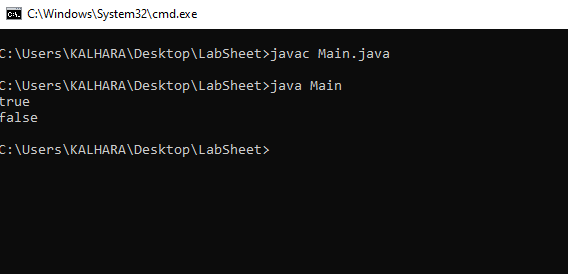 C:\Windows\System32\cmd.exe
C:\Users\KALHARA\Desktop\LabSheet>javac Main.java
C:\Users\KALHARA\Desktop\LabSheet>java Main
true
false
C:\Users\KALHARA\Desktop\LabSheet>